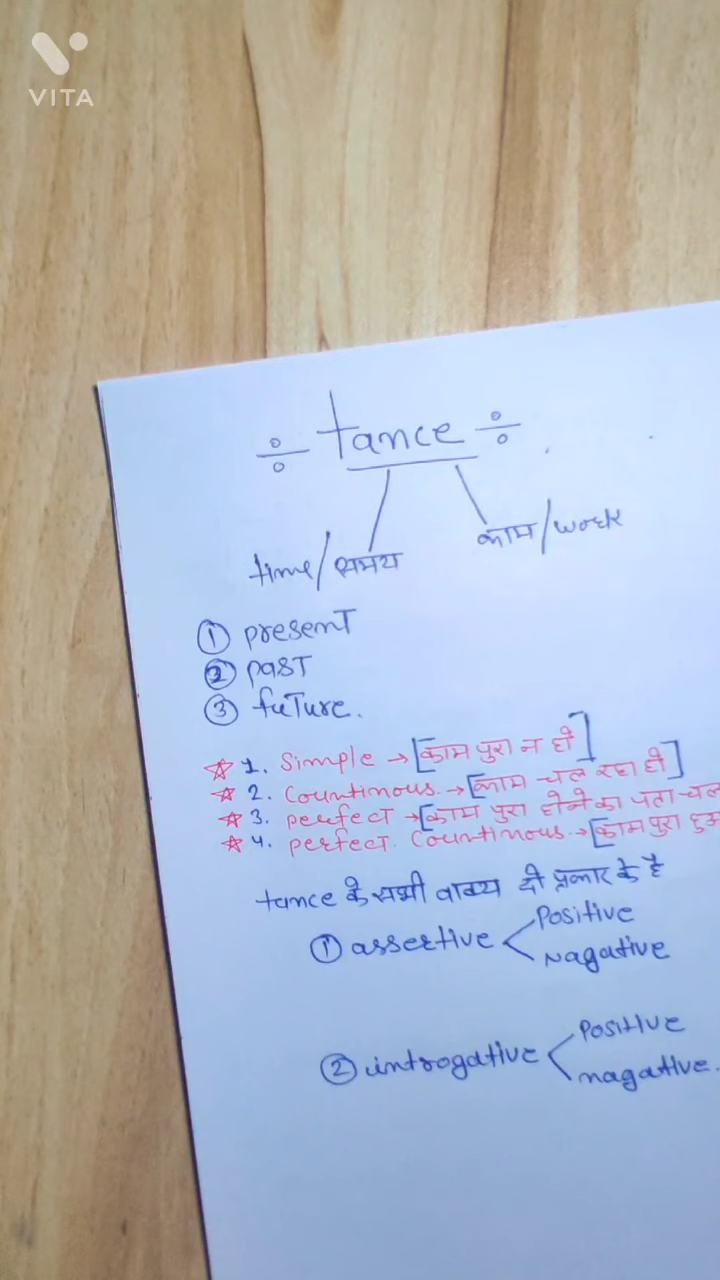 VITA
÷ tance ÷
time/समय काम/work
① present
② past
③ future.
☆ 1. Simple → [काम पुरा न हो]
☆ 2. Countinous. → [काम चल रहा हो]
☆ 3. perfect → [काम पुरा होने का पता चल
☆ 4. perfect. Countinous → [काम पुरा हुआ
tance के सभी वाक्य दो प्रकार के है
① assertive Positive
Nagative
② introgative positive
nagative.